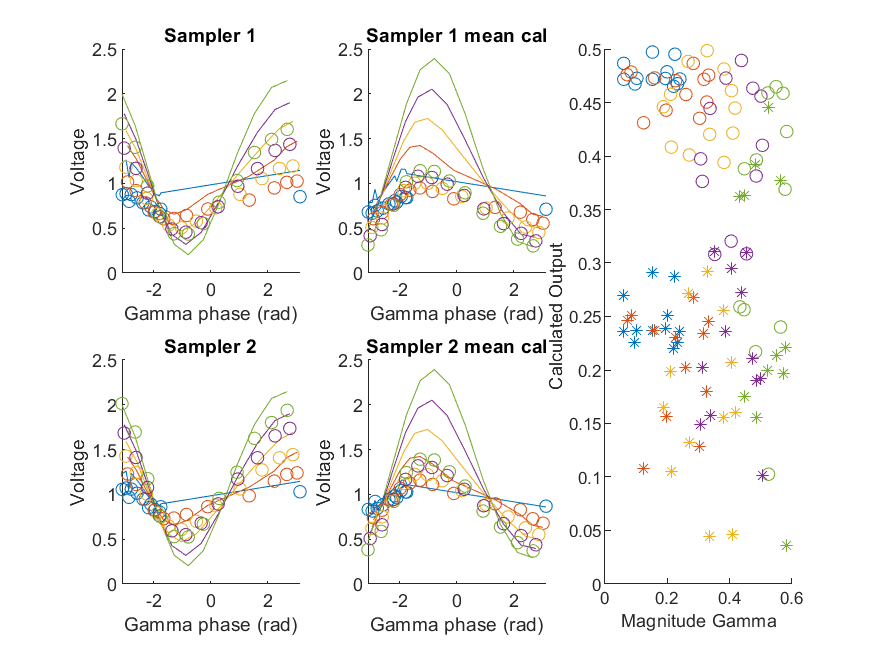 Sampler 1
2.5
2
1.5
1
0.5
0
Voltage
-2 0 2
Gamma phase (rad)
Sampler 1 mean cal
2.5
2
1.5
1
0.5
0
Voltage
-2 0 2
Gamma phase (rad)
Sampler 2
2.5
2
1.5
1
0.5
0
Voltage
-2 0 2
Gamma phase (rad)
Sampler 2 mean cal
2.5
2
1.5
1
0.5
0
Voltage
-2 0 2
Gamma phase (rad)
0.5
0.45
0.4
0.35
0.3
0.25
0.2
0.15
0.1
0.05
0
Calculated Output
0 0.2 0.4 0.6
Magnitude Gamma